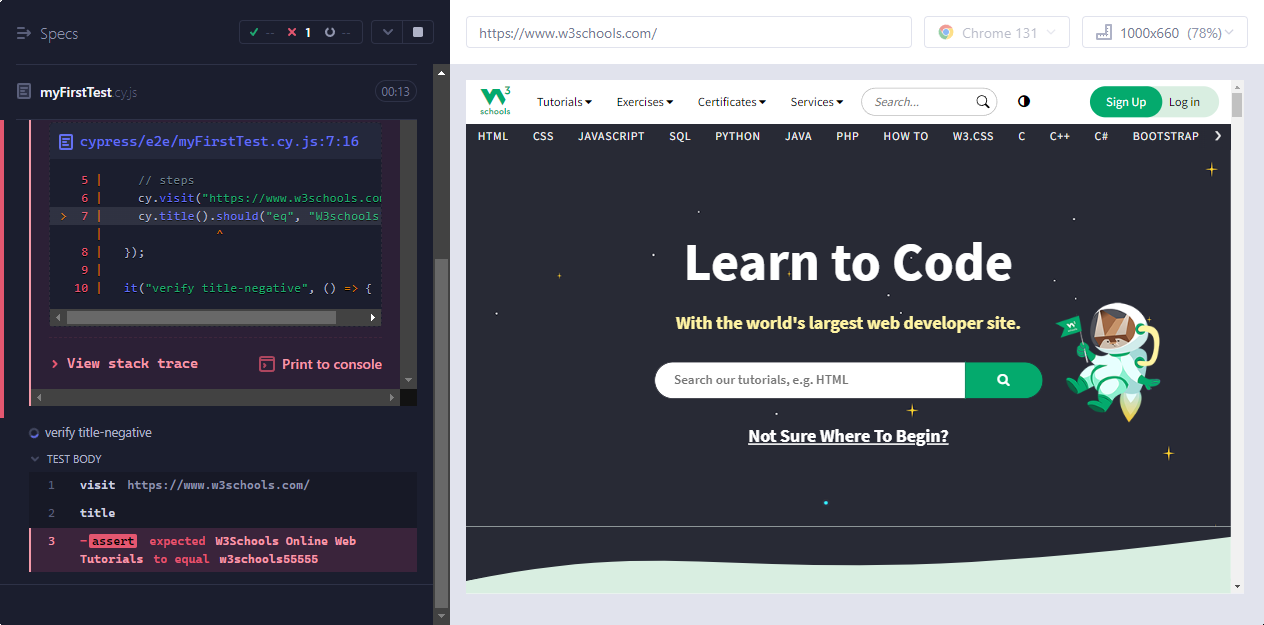 Specs
-- 1 --
myFirstTest.cy.js 00:13
cypress/e2e/myFirstTest.cy.js:7:16
5 | // steps
6 | cy.visit("https://www.w3schools.co
> 7 | cy.title().should("eq", "W3schools
| ^
8 | });
9 |
10 | it("verify title-negative", () => {
> View stack trace
Print to console
verify title-negative
TEST BODY
1 visit https://www.w3schools.com/
2 title
3 -assert expected W3Schools Online Web
Tutorials to equal w3schools55555
https://www.w3schools.com/
Chrome 131
1000x660 (78%)
W3
schools
Tutorials Exercises Certificates Services Search... Sign Up Log in
HTML CSS JAVASCRIPT SQL PYTHON JAVA PHP HOW TO W3.CSS C C++ C# BOOTSTRAP
Learn to Code
With the world's largest web developer site.
Search our tutorials, e.g. HTML
Not Sure Where To Begin?